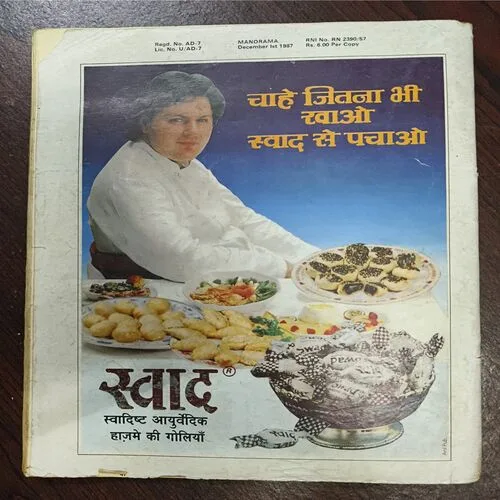 Regd. No. AD-7 MANORAMA RNI No. RN 2390/57
Lic. No. U/AD-7 December Ist 1987 Rs. 6.00 Per Copy
चाहे जितना भी
खाओ
स्वाद से पचाओ
स्वाद®
स्वादिष्ट आयुर्वेदिक
हाज़मे की गोलियाँ